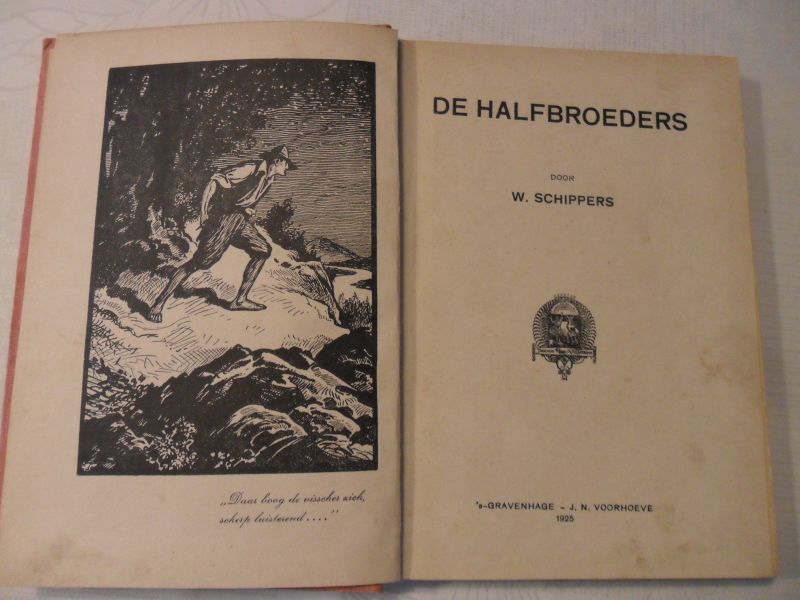 „Daar boog de visscher zich,
scherp luisterend . . . ."
DE HALFBROEDERS
DOOR
W. SCHIPPERS
's-GRAVENHAGE - J. N. VOORHOEVE
1925